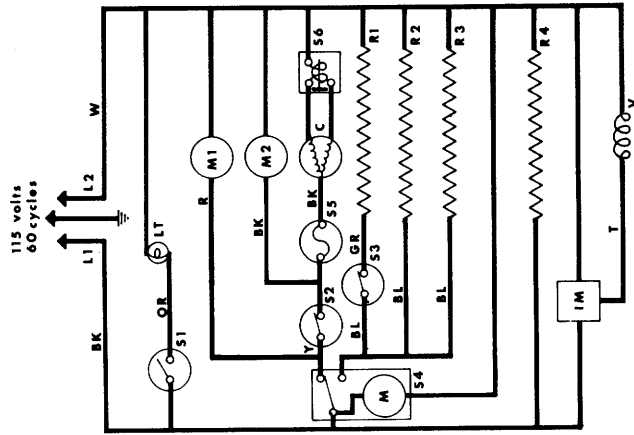 115 volts
60 cycles
L1
L2
BK
W
S1
OR
LT
R
M1
BK
M2
Y
S2
S5
BK
C
S6
BL
S3
GR
R1
BL
R2
BL
R3
M
S4
R4
IM
T
V